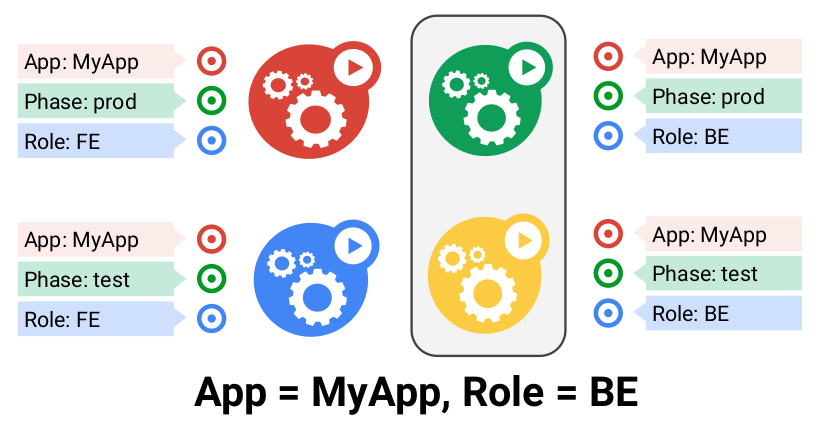 App: MyApp
Phase: prod
Role: FE
App: MyApp
Phase: prod
Role: BE
App: MyApp
Phase: test
Role: FE
App: MyApp
Phase: test
Role: BE
App = MyApp, Role = BE